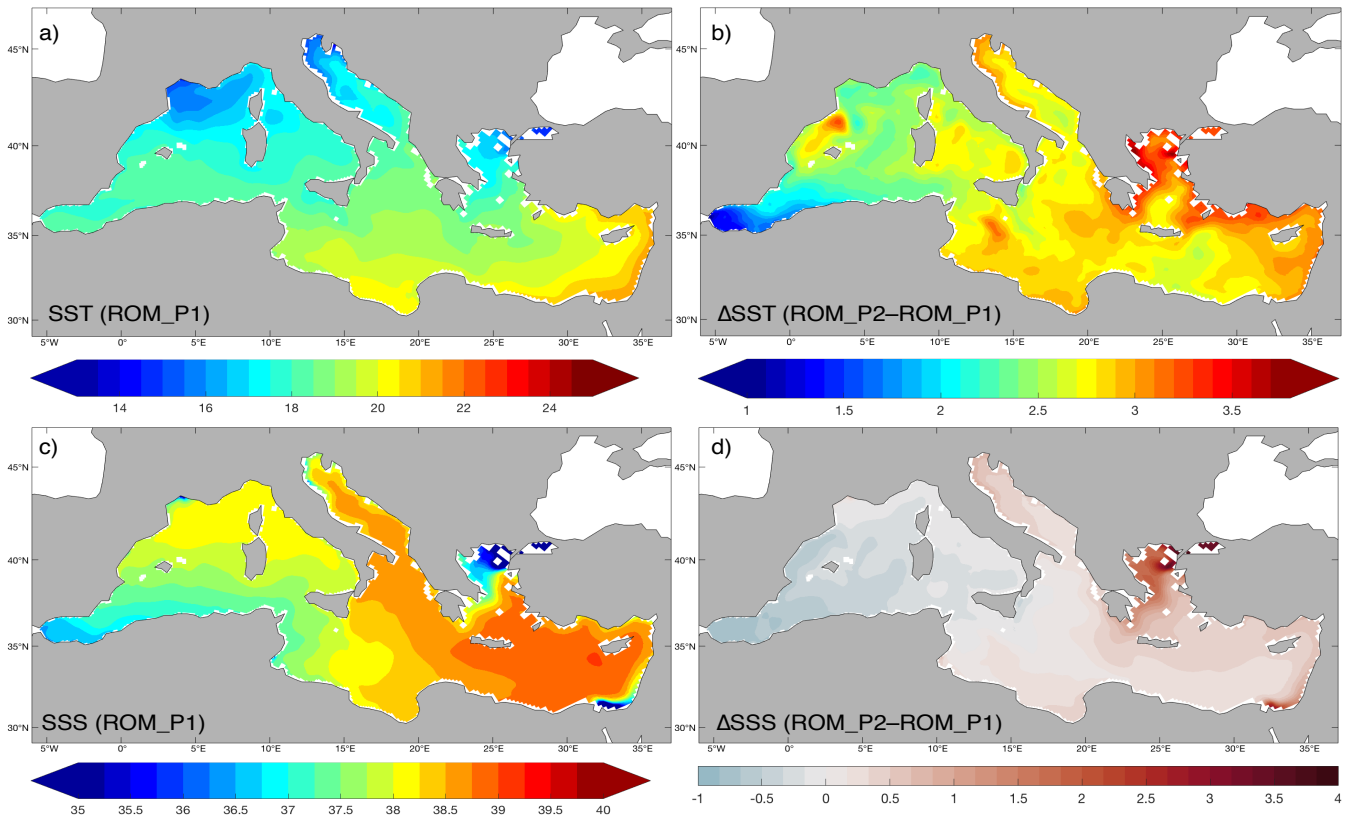 a)
45°N
40°N
35°N
30°N
SST (ROM_P1)
5°W 0° 5°E 10°E 15°E 20°E 25°E 30°E 35°E
14 16 18 20 22 24
b)
45°N
40°N
35°N
30°N
ΔSST (ROM_P2–ROM_P1)
5°W 0° 5°E 10°E 15°E 20°E 25°E 30°E 35°E
1 1.5 2 2.5 3 3.5
c)
45°N
40°N
35°N
30°N
SSS (ROM_P1)
5°W 0° 5°E 10°E 15°E 20°E 25°E 30°E 35°E
35 35.5 36 36.5 37 37.5 38 38.5 39 39.5 40
d)
45°N
40°N
35°N
30°N
ΔSSS (ROM_P2–ROM_P1)
5°W 0° 5°E 10°E 15°E 20°E 25°E 30°E 35°E
-1 -0.5 0 0.5 1 1.5 2 2.5 3 3.5 4